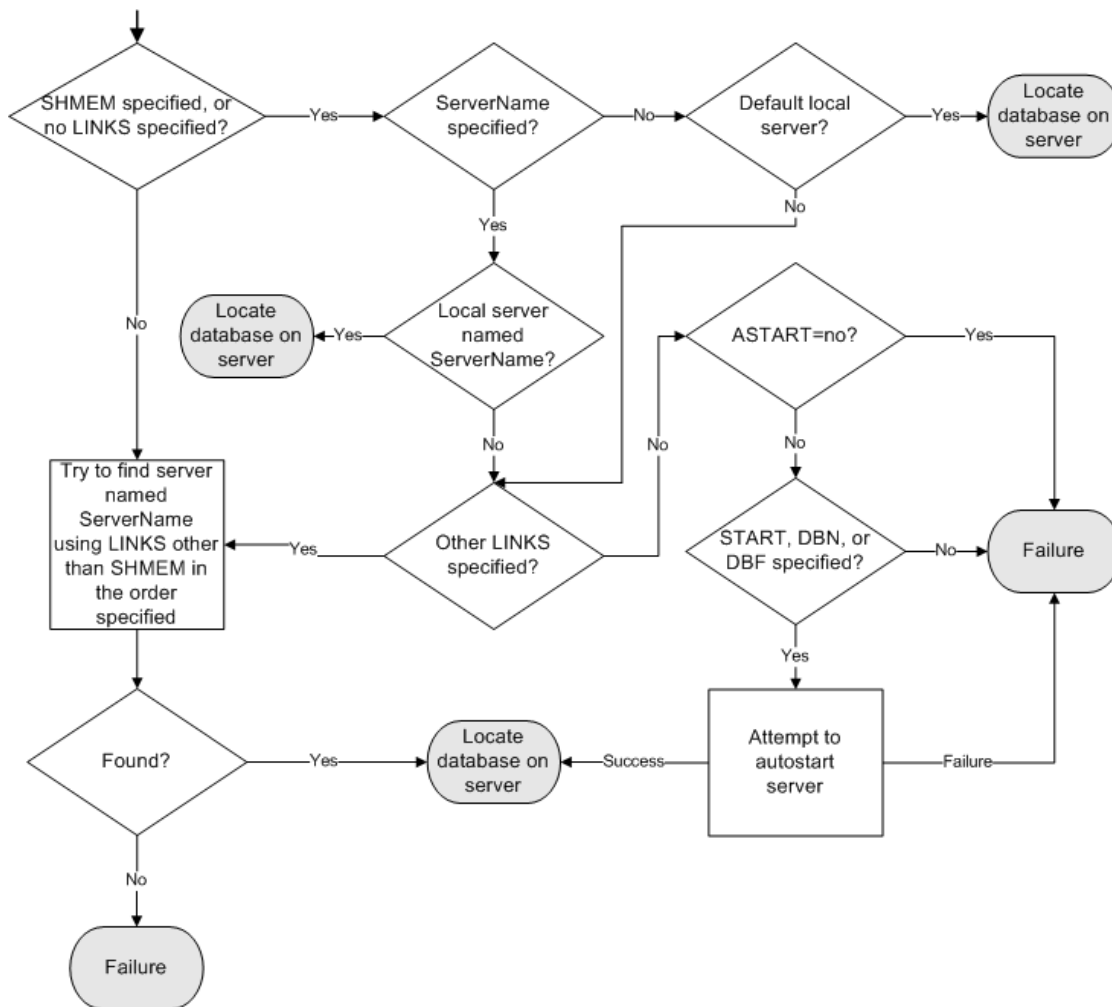 SHMEM specified, or
no LINKS specified?
Yes
ServerName
specified?
No
Default local
server?
Yes
Locate
database on
server
No
Yes
No
Locate
database on
server
Yes
Local server
named
ServerName?
ASTART=no?
Yes
No
No
No
Try to find server
named
ServerName
using LINKS other
than SHMEM in
the order
specified
Yes
Other LINKS
specified?
START, DBN, or
DBF specified?
No
Failure
Yes
Found?
Yes
Locate
database on
server
Success
Attempt to
autostart
server
Failure
No
Failure